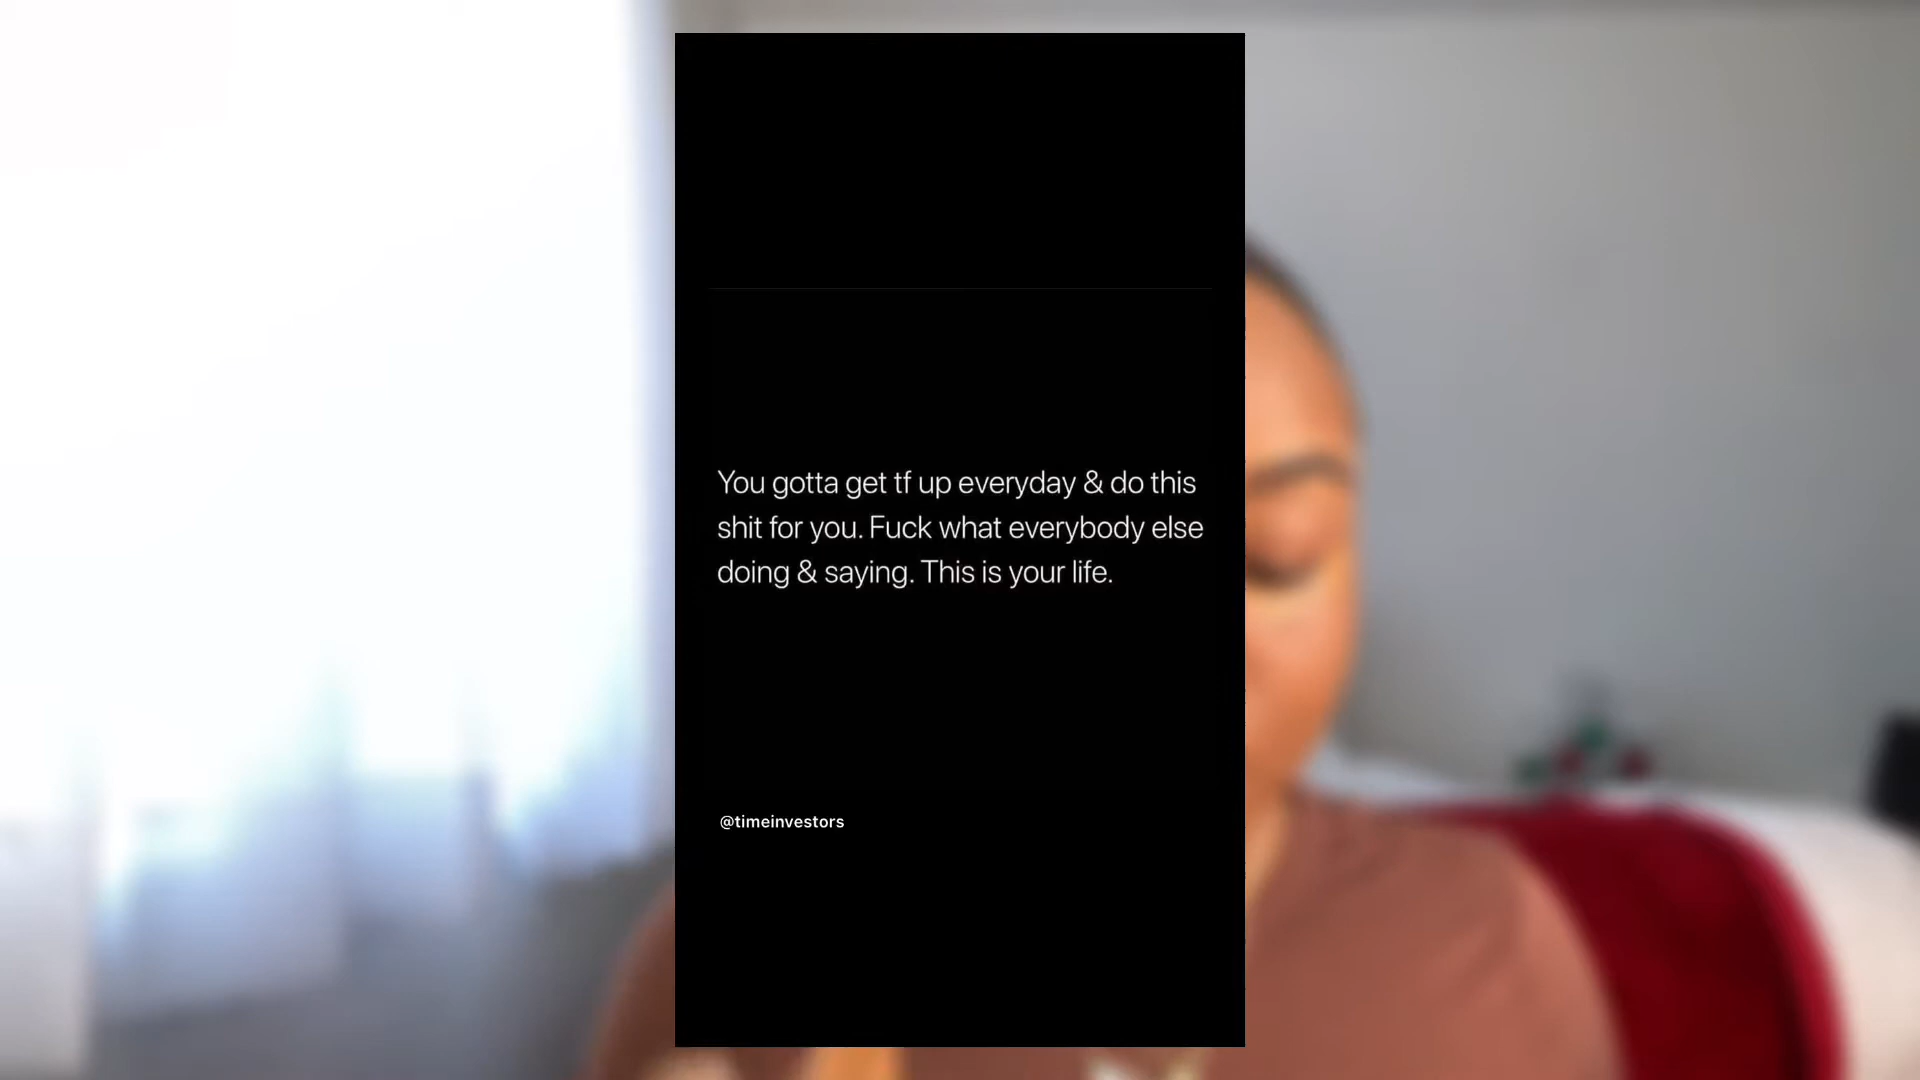 You gotta get tf up everyday & do this
shit for you. Fuck what everybody else
doing & saying. This is your life.
@timeinvestors